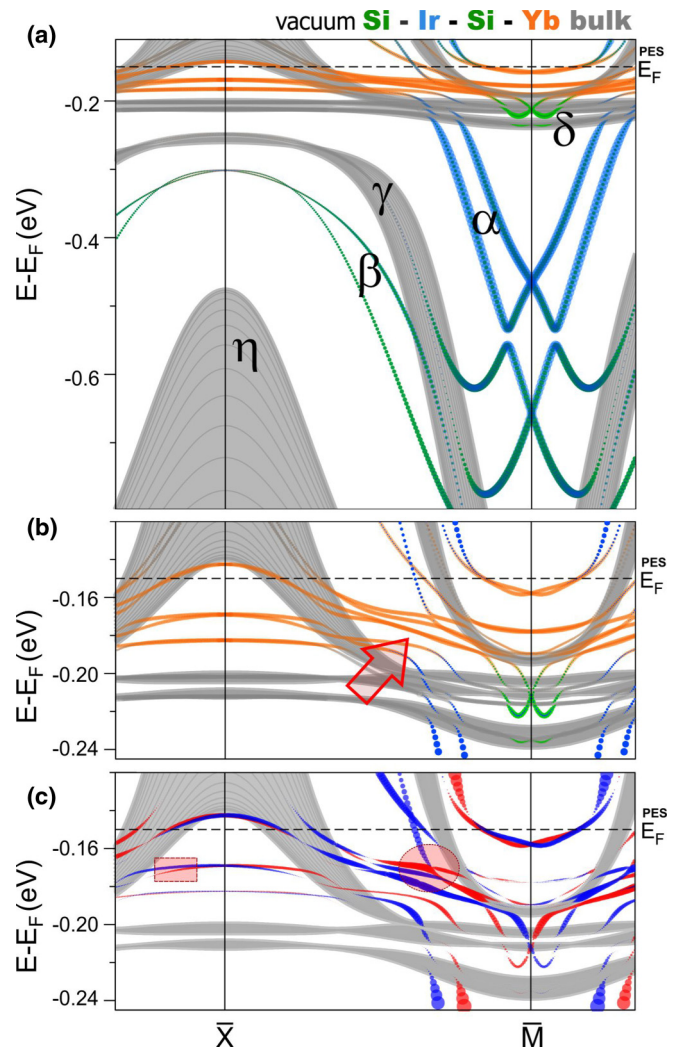 vacuum Si - Ir - Si - Yb bulk
(a)
PES
E_F
-0.2
δ
γ
α
-0.4
β
E-E_F (eV)
η
-0.6
(b)
PES
E_F
-0.16
E-E_F (eV)
-0.20
-0.24
(c)
PES
E_F
-0.16
E-E_F (eV)
-0.20
-0.24
X̅ M̅